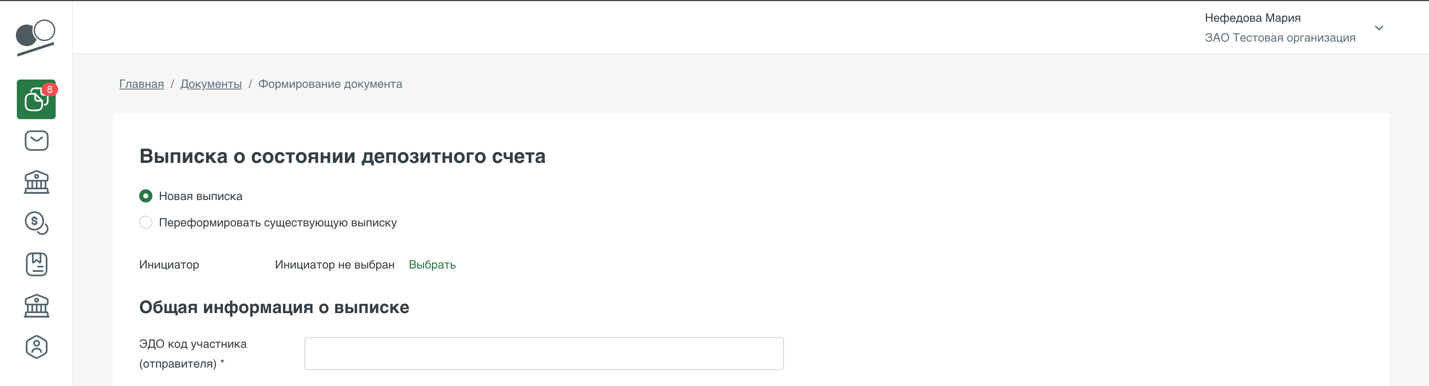 Нефедова Мария
ЗАО Тестовая организация
8
Главная / Документы / Формирование документа
Выписка о состоянии депозитного счета
Новая выписка
Переформировать существующую выписку
Инициатор Инициатор не выбран Выбрать
Общая информация о выписке
ЭДО код участника
(отправителя) *